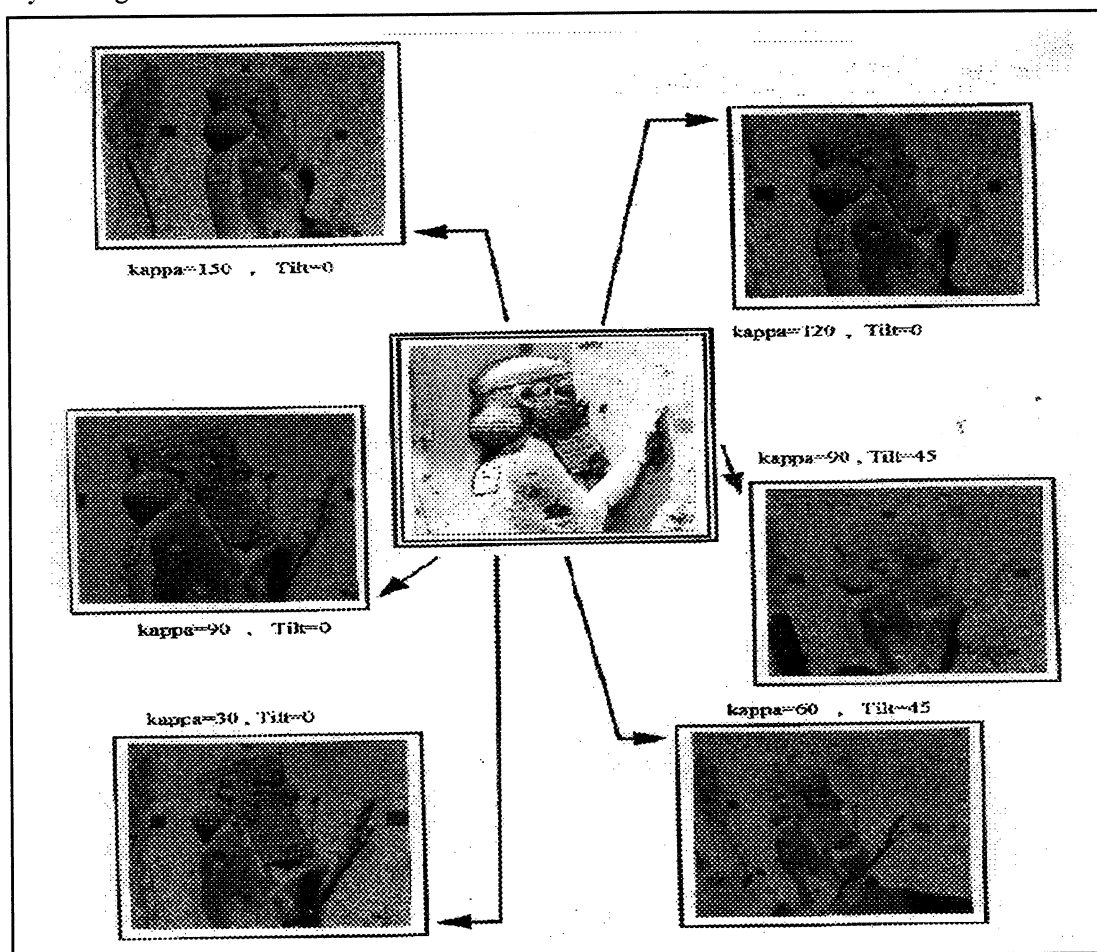 kappa=150 , Tilt=0
kappa=120 , Tilt=0
kappa=90 , Tilt=45
kappa=90 , Tilt=0
kappa=30 , Tilt=0
kappa=60 , Tilt=45